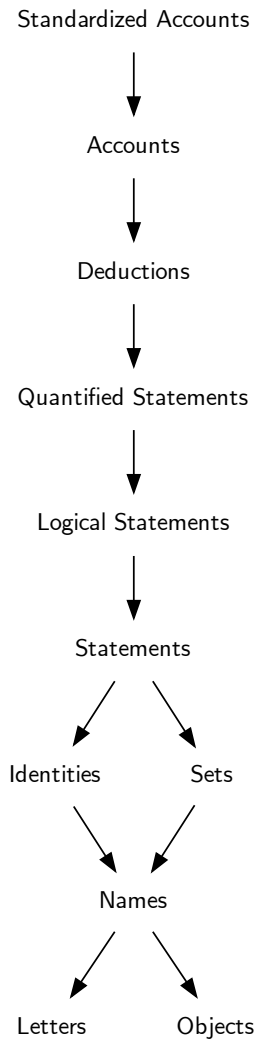 Standardized Accounts
Accounts
Deductions
Quantified Statements
Logical Statements
Statements
Identities
Sets
Names
Letters
Objects